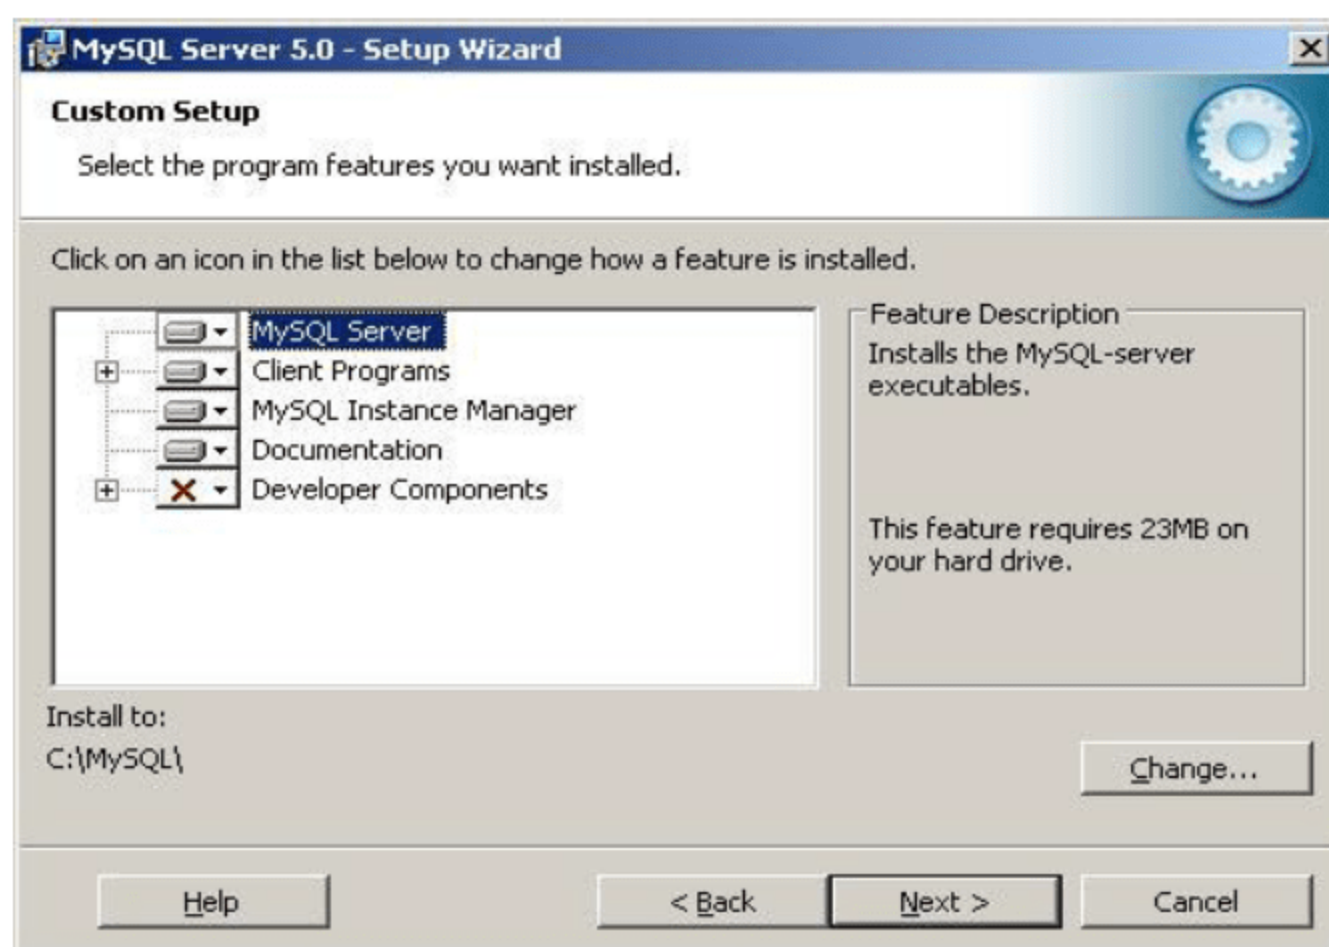 MySQL Server 5.0 - Setup Wizard
Custom Setup
Select the program features you want installed.
Click on an icon in the list below to change how a feature is installed.
MySQL Server
Client Programs
MySQL Instance Manager
Documentation
Developer Components
Feature Description
Installs the MySQL-server
executables.
This feature requires 23MB on
your hard drive.
Install to:
C:\MySQL\
Change...
Help
< Back
Next >
Cancel